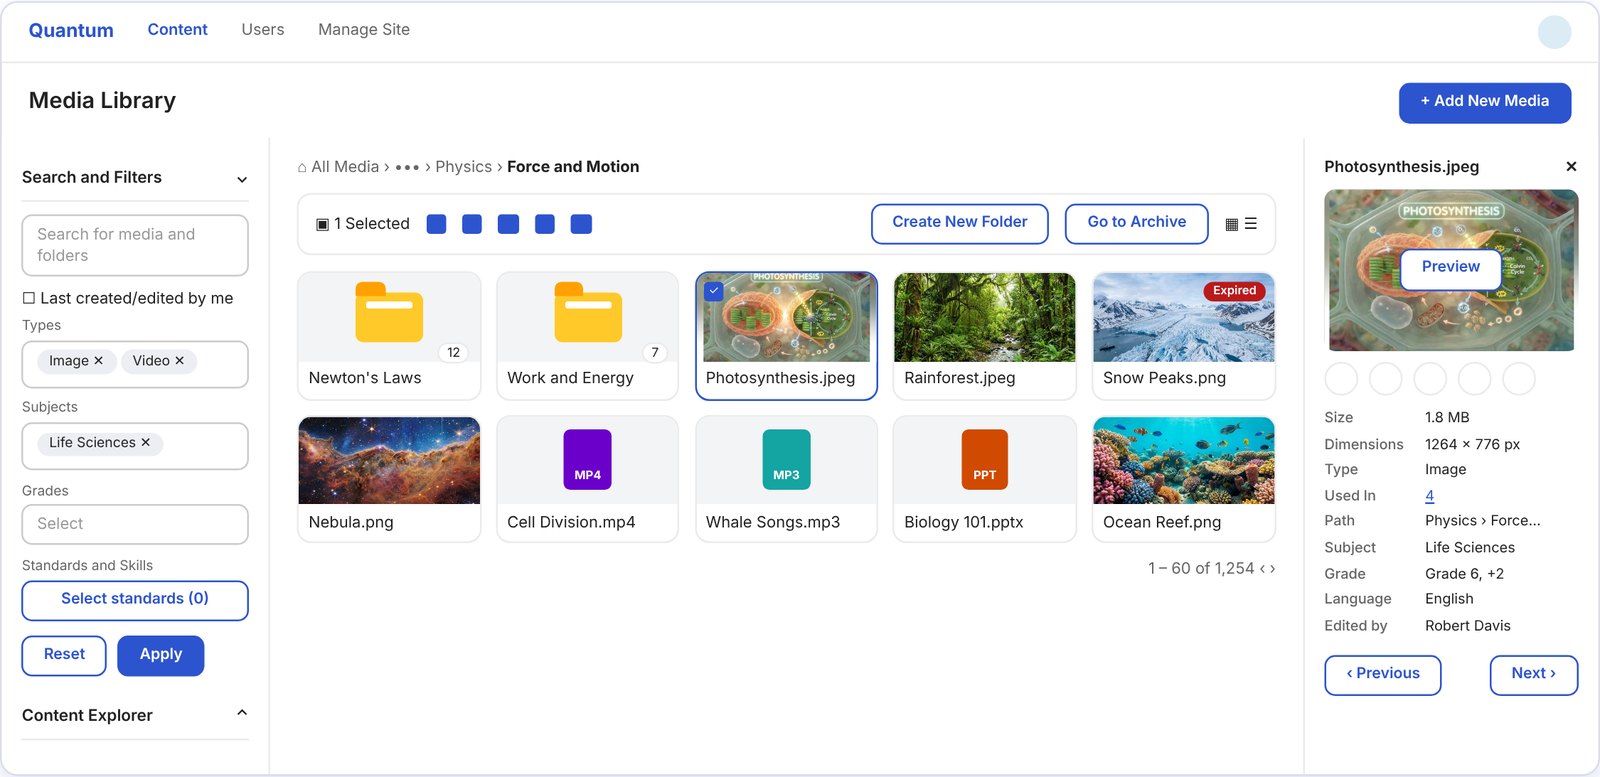 Quantum Content Users Manage Site
Media Library
+ Add New Media
Search and Filters
Search for media and
folders
Last created/edited by me
Types
Image ✕ Video ✕
Subjects
Life Sciences ✕
Grades
Select
Standards and Skills
Select standards (0)
Reset Apply
Content Explorer
All Media › ••• › Physics › Force and Motion
1 Selected
Create New Folder
Go to Archive
12
Newton's Laws
7
Work and Energy
PHOTOSYNTHESIS
Photosynthesis.jpeg
Rainforest.jpeg
Expired
Snow Peaks.png
Nebula.png
MP4
Cell Division.mp4
MP3
Whale Songs.mp3
PPT
Biology 101.pptx
Ocean Reef.png
1 – 60 of 1,254 ‹ ›
Photosynthesis.jpeg ✕
PHOTOSYNTHESIS
Preview
Calvin
Cycle
Size 1.8 MB
Dimensions 1264 × 776 px
Type Image
Used In 4
Path Physics › Force...
Subject Life Sciences
Grade Grade 6, +2
Language English
Edited by Robert Davis
‹ Previous
Next ›